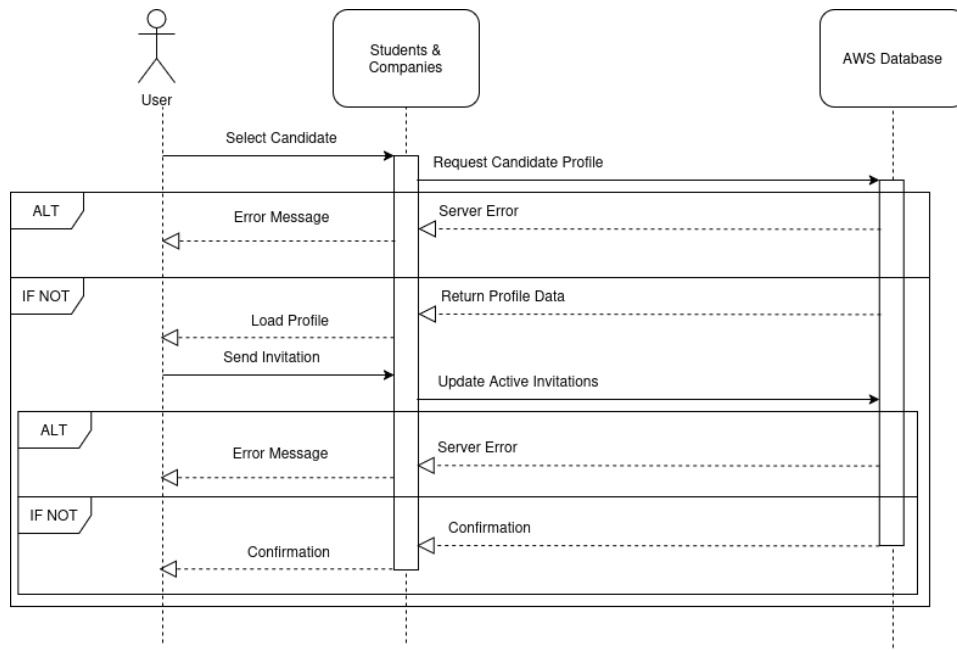 Students &
Companies
AWS Database
User
Select Candidate
Request Candidate Profile
ALT
Server Error
Error Message
IF NOT
Return Profile Data
Load Profile
Send Invitation
Update Active Invitations
ALT
Server Error
Error Message
IF NOT
Confirmation
Confirmation